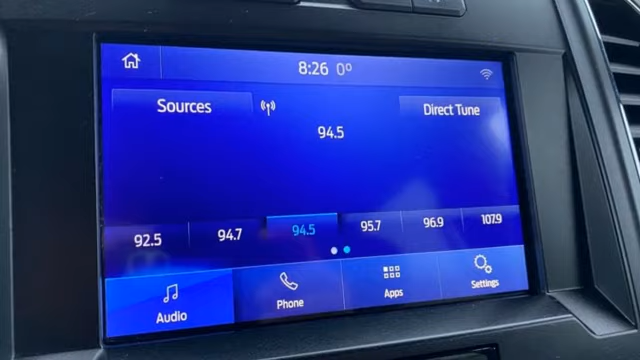 8:26 0°
Sources
Direct Tune
94.5
92.5 94.7 94.5 95.7 96.9 107.9
Audio Phone Apps Settings